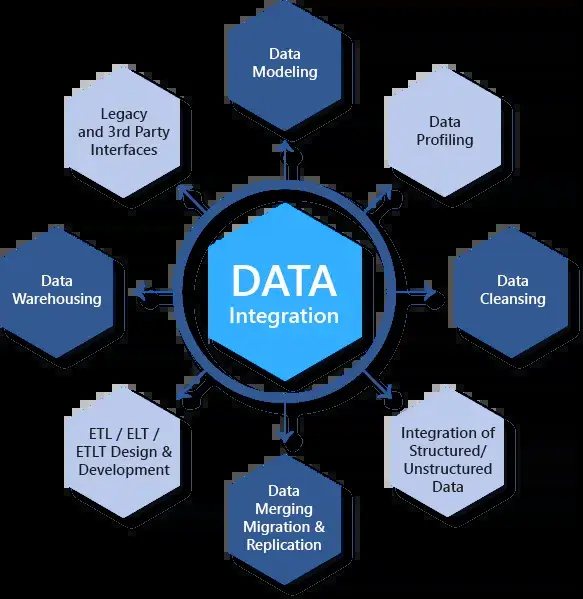 Data
Modeling
Data
Profiling
Data
Cleansing
Integration of
Structured/
Unstructured
Data
Data
Merging
Migration &
Replication
ETL / ELT /
ETLT Design &
Development
Data
Warehousing
Legacy
and 3rd Party
Interfaces
DATA
Integration